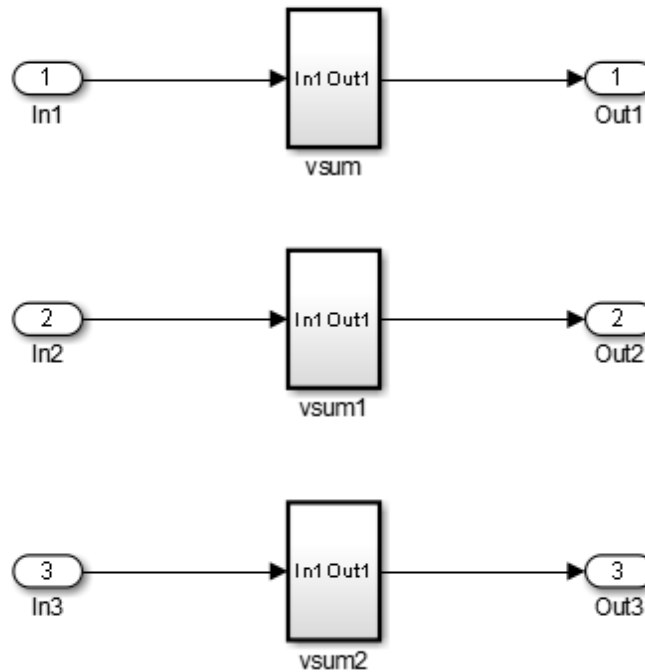 1
In1 Out1
1
In1
Out1
vsum
2
In1 Out1
2
In2
Out2
vsum1
3
In1 Out1
3
In3
Out3
vsum2